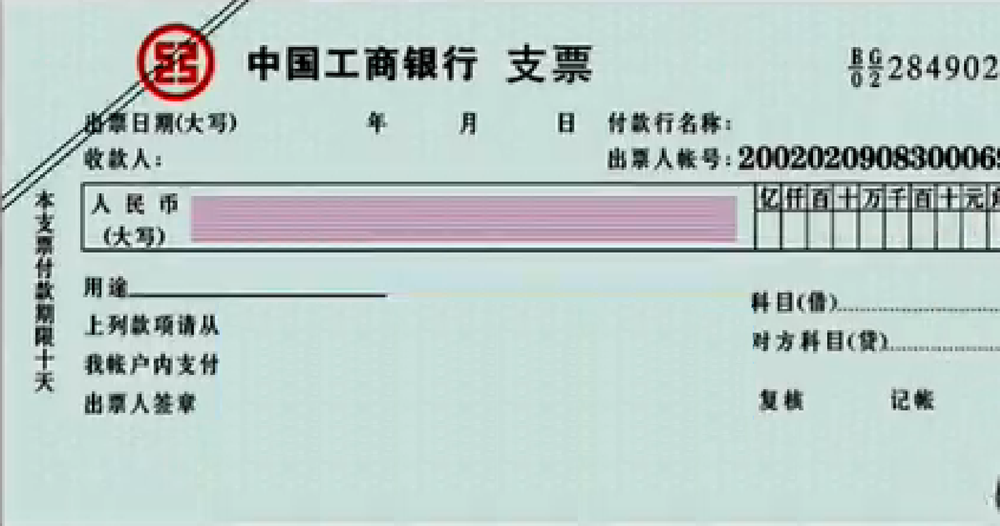 中国工商银行 支票
BG
02 284902
出票日期(大写) 年 月 日 付款行名称:
收款人: 出票人帐号:200202090830006
人民币
(大写)
亿仟百十万千百十元
用途
科目(借)
上列款项请从
对方科目(贷)
我帐户内支付
出票人签章
复核 记帐
本支票付款期限十天